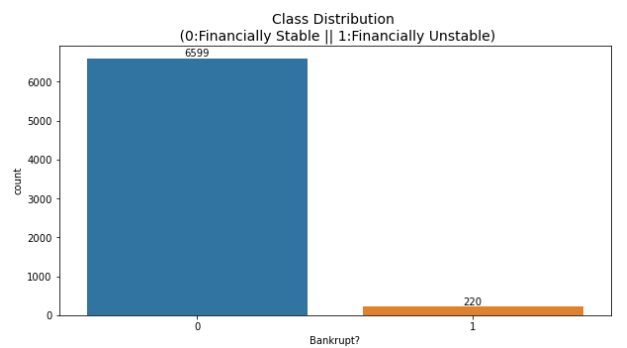 Class Distribution
(0:Financially Stable || 1:Financially Unstable)
6599
6000
5000
4000
3000
2000
1000
0
count
220
0
1
Bankrupt?